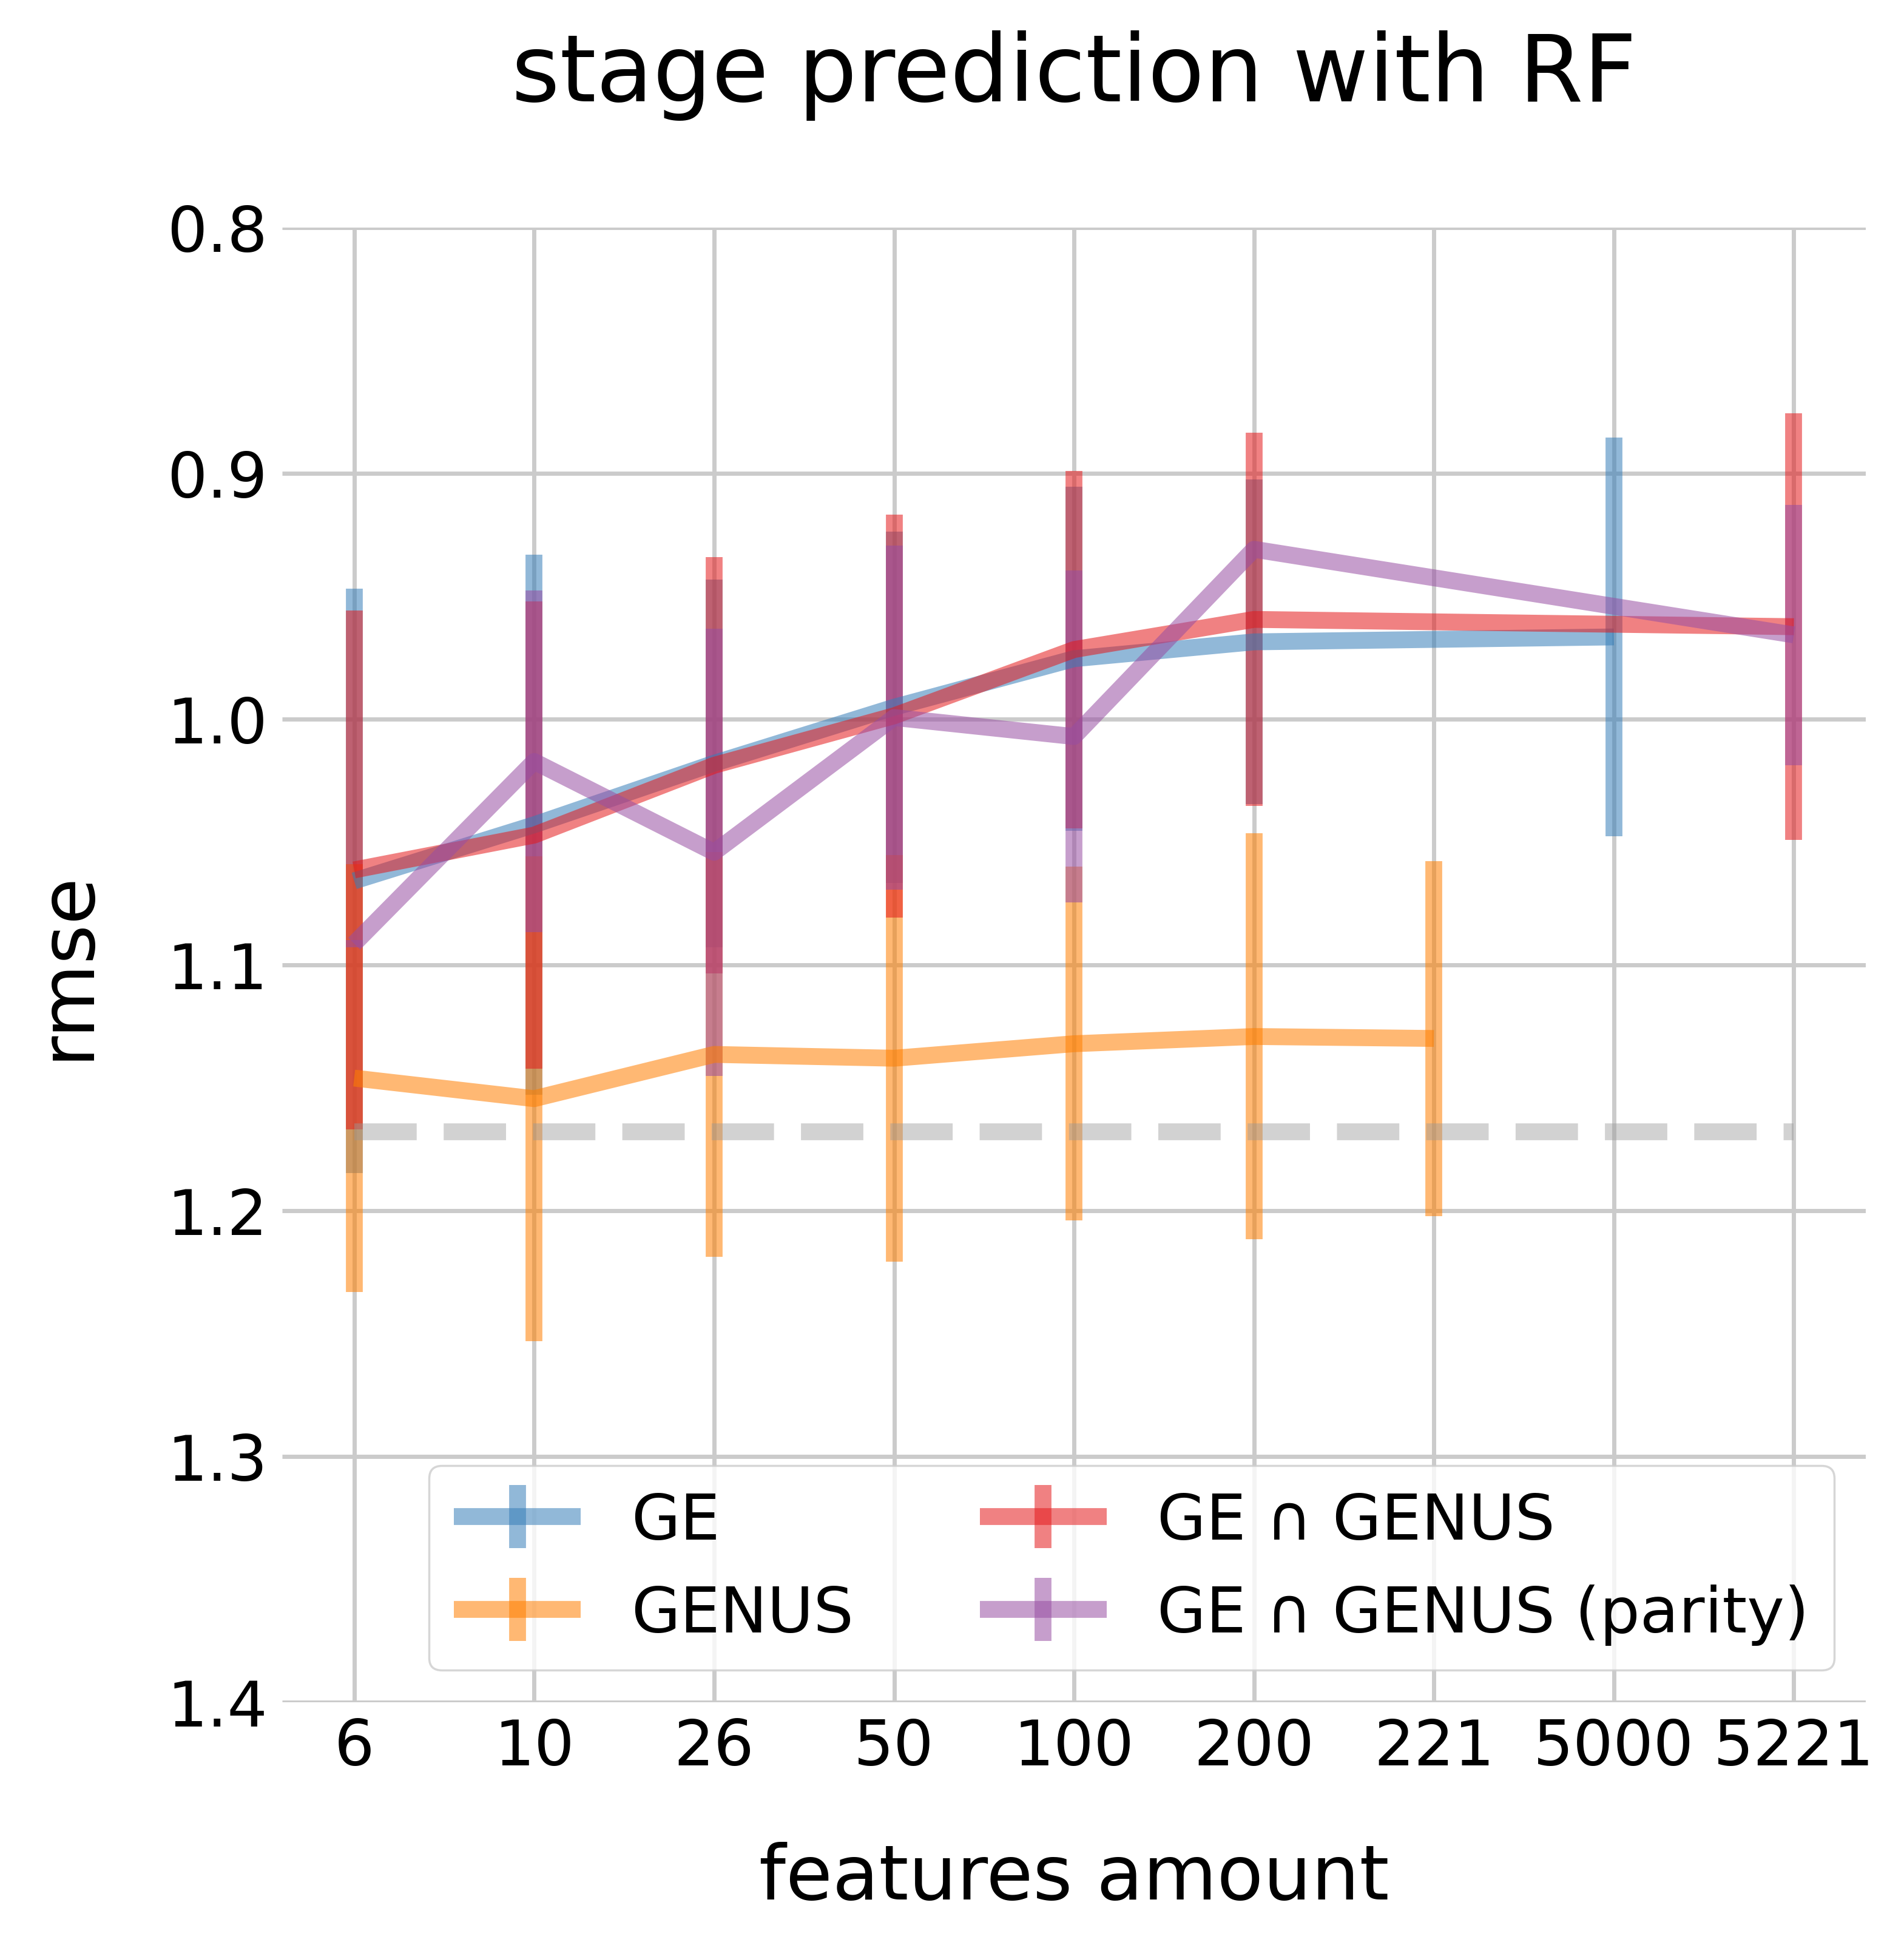 stage prediction with RF
0.8
0.9
1.0
1.1
1.2
1.3
1.4
rmse
GE
GENUS
GE ∩ GENUS
GE ∩ GENUS (parity)
6 10 26 50 100 200 221 5000 5221
features amount